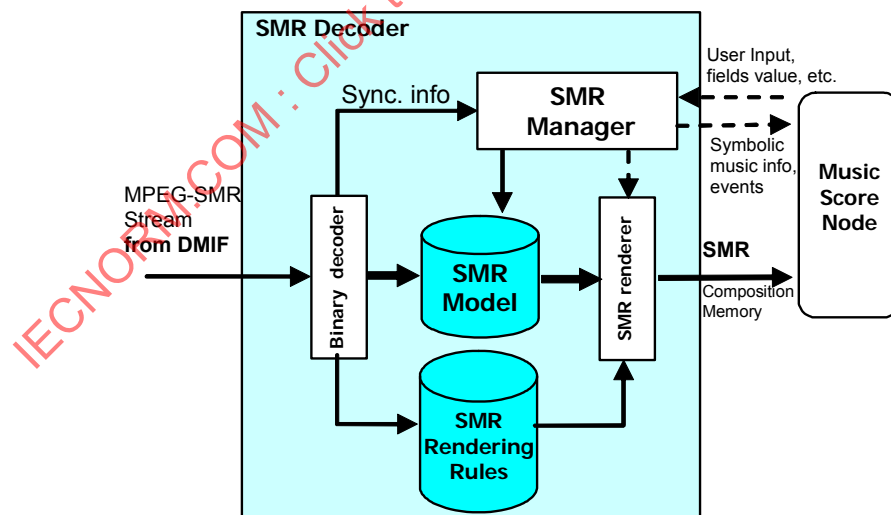 SMR Decoder
User Input,
fields value, etc.
Sync. info
SMR
Manager
Symbolic
music info,
events
Music
Score
Node
MPEG-SMR
Stream
from DMIF
Binary decoder
SMR
Model
SMR renderer
SMR
Composition
Memory
SMR
Rendering
Rules
IECNORM.COM : Click t